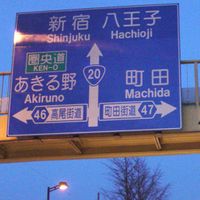 新宿 八王子
Shinjuku Hachioji
圏央道
KEN-O
20
あきる野 町田
Akiruno Machida
46 高尾街道 町田街道 47